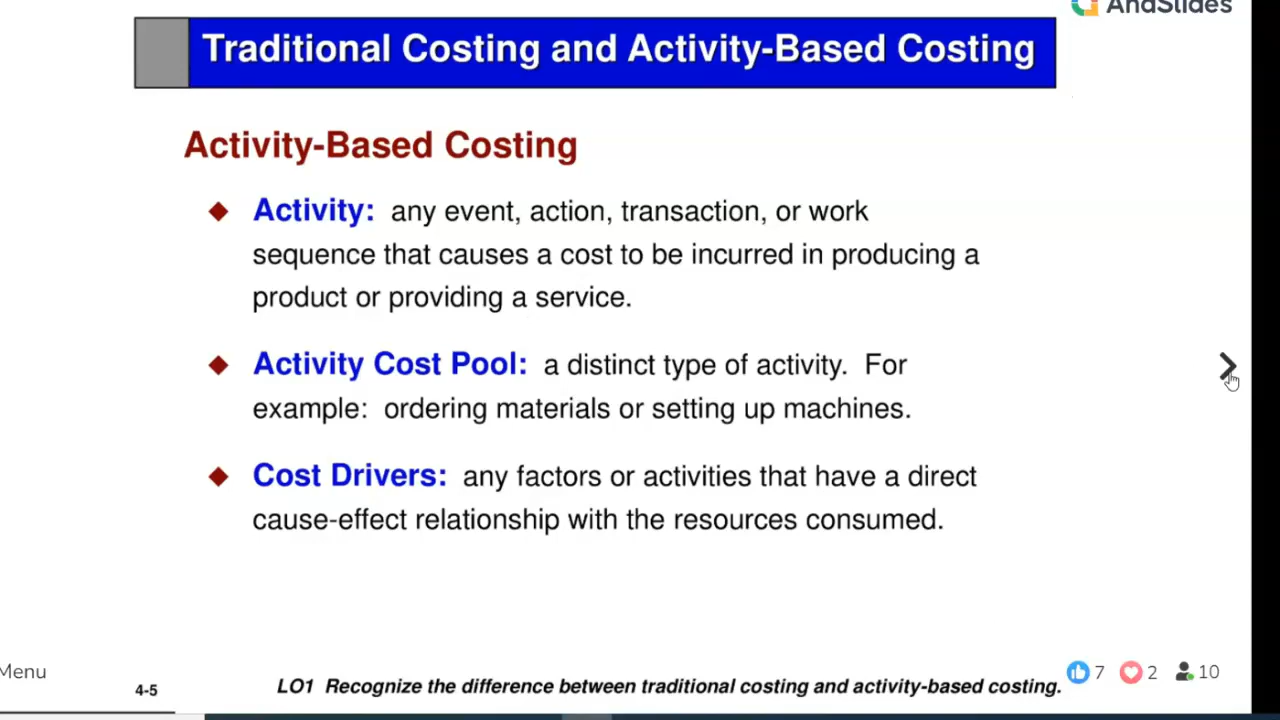 AhaSlides
Traditional Costing and Activity-Based Costing
Activity-Based Costing
Activity: any event, action, transaction, or work
sequence that causes a cost to be incurred in producing a
product or providing a service.
Activity Cost Pool: a distinct type of activity. For
example: ordering materials or setting up machines.
Cost Drivers: any factors or activities that have a direct
cause-effect relationship with the resources consumed.
Menu
7 2 10
4-5
LO1 Recognize the difference between traditional costing and activity-based costing.